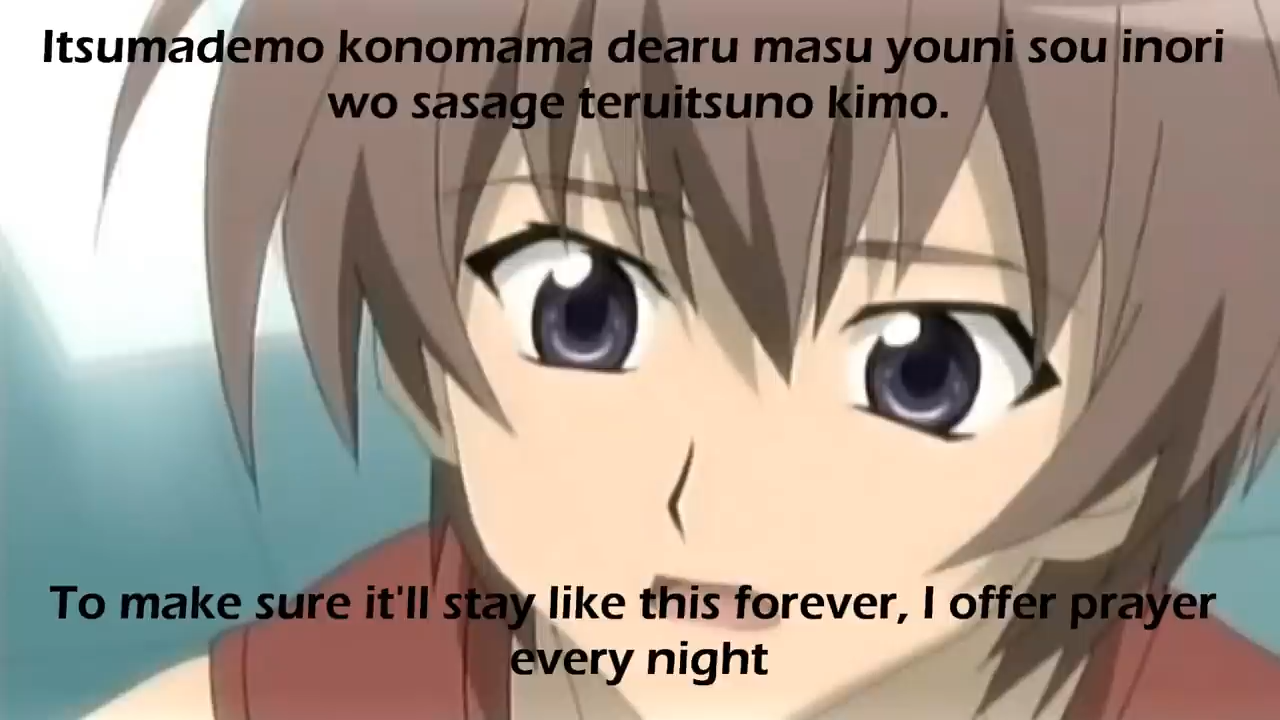 Itsumademo konomama dearu masu youni sou inori
wo sasage teruitsuno kimo.
To make sure it'll stay like this forever, I offer prayer
every night